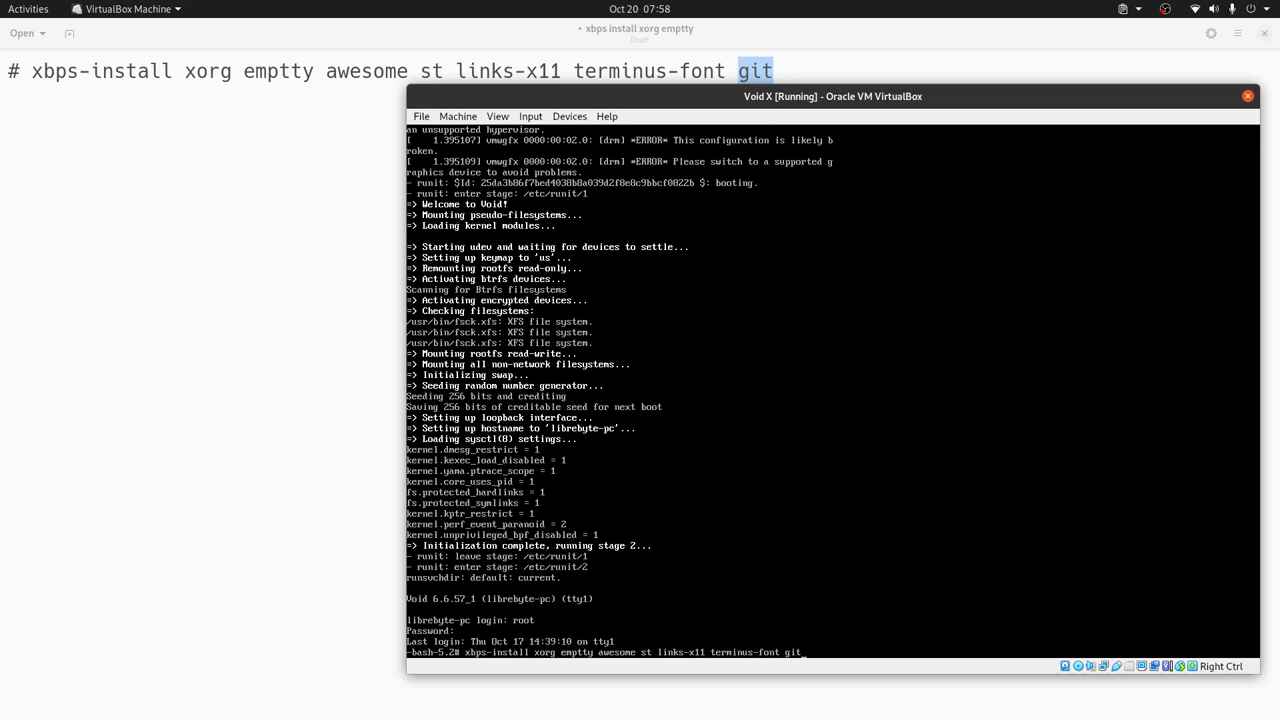 Activities
VirtualBox Machine
Oct 20 07:58
Open
• xbps install xorg emptty
Draft
# xbps-install xorg emptty awesome st links-x11 terminus-font git
Void X [Running] - Oracle VM VirtualBox
File Machine View Input Devices Help
an unsupported hypervisor.
[    1.395107] vmwgfx 0000:00:02.0: [drm] *ERROR* This configuration is likely b
roken.
[    1.395109] vmwgfx 0000:00:02.0: [drm] *ERROR* Please switch to a supported g
raphics device to avoid problems.
- runit: $Id: 25da3b86f7bed4038b8a039d2f8e8c9bbcf0822b $: booting.
- runit: enter stage: /etc/runit/1
=> Welcome to Void!
=> Mounting pseudo-filesystems...
=> Loading kernel modules...
=> Starting udev and waiting for devices to settle...
=> Setting up keymap to 'us'...
=> Remounting rootfs read-only...
=> Activating btrfs devices...
Scanning for Btrfs filesystems
=> Activating encrypted devices...
=> Checking filesystems:
/usr/bin/fsck.xfs: XFS file system.
/usr/bin/fsck.xfs: XFS file system.
/usr/bin/fsck.xfs: XFS file system.
=> Mounting rootfs read-write...
=> Mounting all non-network filesystems...
=> Initializing swap...
=> Seeding random number generator...
Seeding 256 bits and crediting
Saving 256 bits of creditable seed for next boot
=> Setting up loopback interface...
=> Setting up hostname to 'librebyte-pc'...
=> Loading sysctl(8) settings...
kernel.dmesg_restrict = 1
kernel.kexec_load_disabled = 1
kernel.yama.ptrace_scope = 1
kernel.core_uses_pid = 1
fs.protected_hardlinks = 1
fs.protected_symlinks = 1
kernel.kptr_restrict = 1
kernel.perf_event_paranoid = 2
kernel.unprivileged_bpf_disabled = 1
=> Initialization complete, running stage 2...
- runit: leave stage: /etc/runit/1
- runit: enter stage: /etc/runit/2
runsvchdir: default: current.
Void 6.6.57_1 (librebyte-pc) (tty1)
librebyte-pc login: root
Password:
Last login: Thu Oct 17 14:39:10 on tty1
-bash-5.2# xbps-install xorg emptty awesome st links-x11 terminus-font git_
Right Ctrl